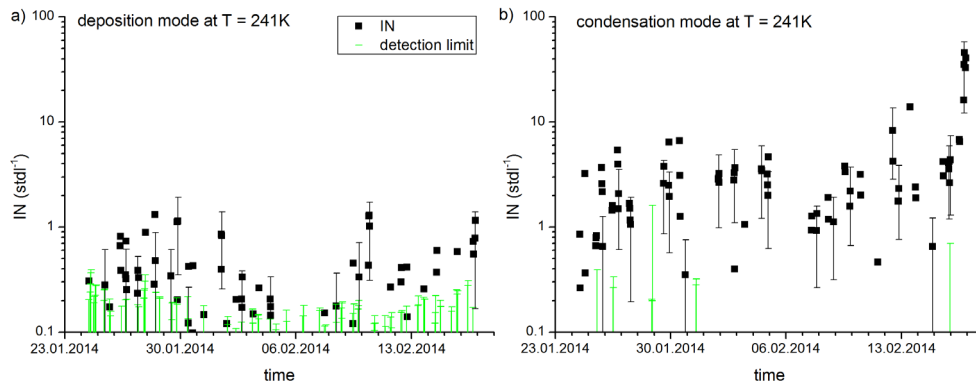 a) deposition mode at T = 241K
IN
detection limit
100
10
1
0.1
IN (stdl⁻¹)
23.01.2014 30.01.2014 06.02.2014 13.02.2014
time
b) condensation mode at T = 241K
100
10
1
0.1
IN (stdl⁻¹)
23.01.2014 30.01.2014 06.02.2014 13.02.2014
time